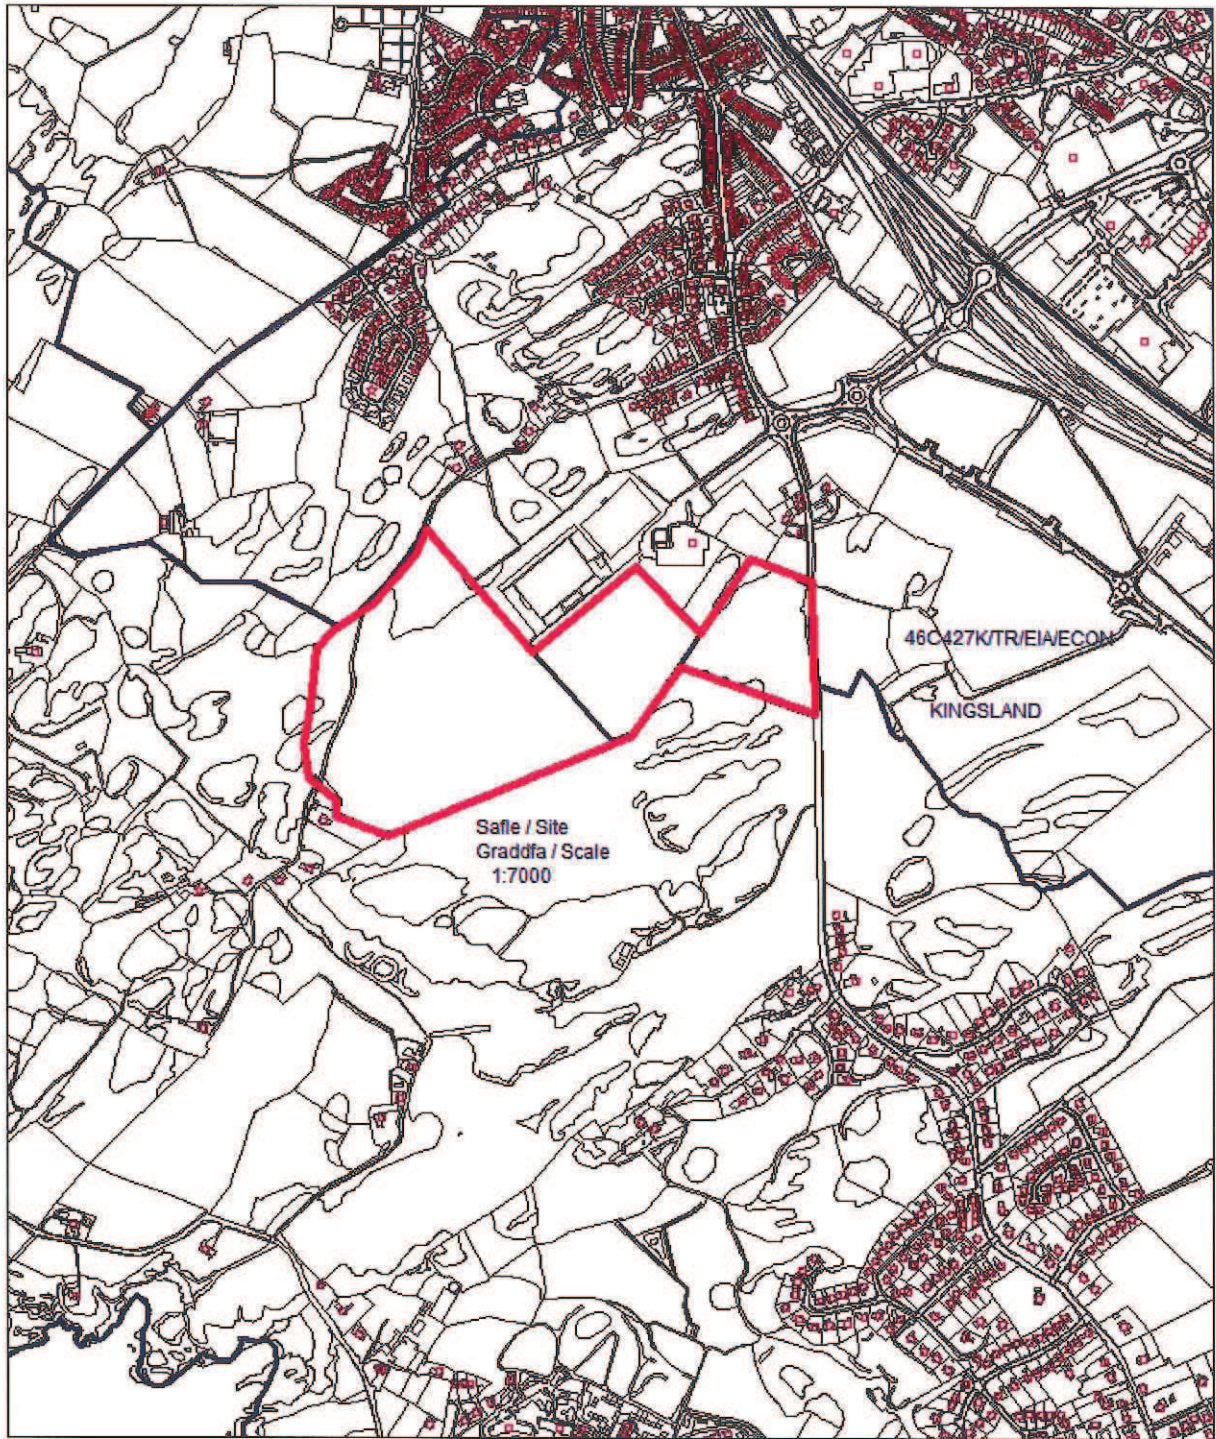 46C427K/TR/EIA/ECON
KINGSLAND
Safle / Site
Graddfa / Scale
1:7000